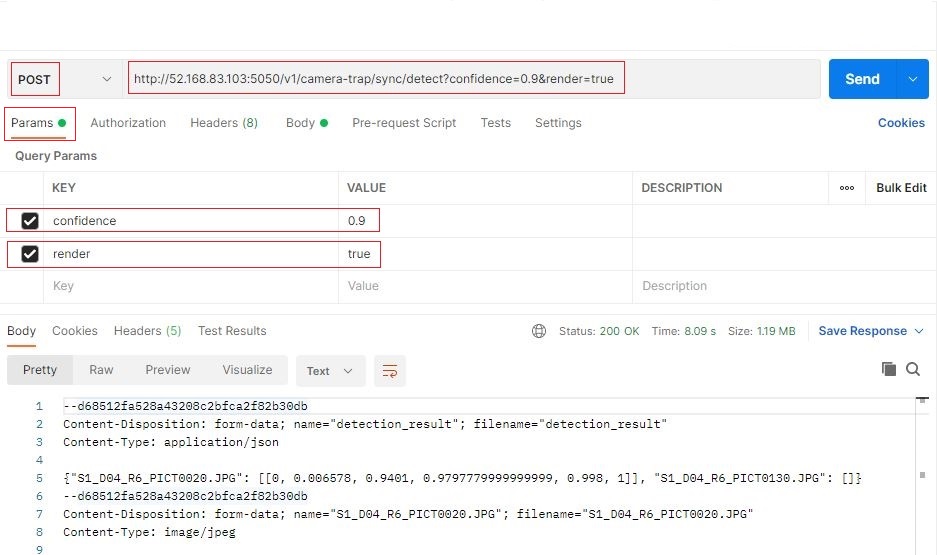 POST http://52.168.83.103:5050/v1/camera-trap/sync/detect?confidence=0.9&render=true Send
Params Authorization Headers (8) Body Pre-request Script Tests Settings Cookies
Query Params
KEY VALUE DESCRIPTION ooo Bulk Edit
confidence 0.9
render true
Key Value Description
Body Cookies Headers (5) Test Results Status: 200 OK Time: 8.09 s Size: 1.19 MB Save Response
Pretty Raw Preview Visualize Text
1 --d68512fa528a43208c2bfca2f82b30db
2 Content-Disposition: form-data; name="detection_result"; filename="detection_result"
3 Content-Type: application/json
4
5 {"S1_D04_R6_PICT0020.JPG": [[0, 0.006578, 0.9401, 0.9797779999999999, 0.998, 1]], "S1_D04_R6_PICT0130.JPG": []}
6 --d68512fa528a43208c2bfca2f82b30db
7 Content-Disposition: form-data; name="S1_D04_R6_PICT0020.JPG"; filename="S1_D04_R6_PICT0020.JPG"
8 Content-Type: image/jpeg
9